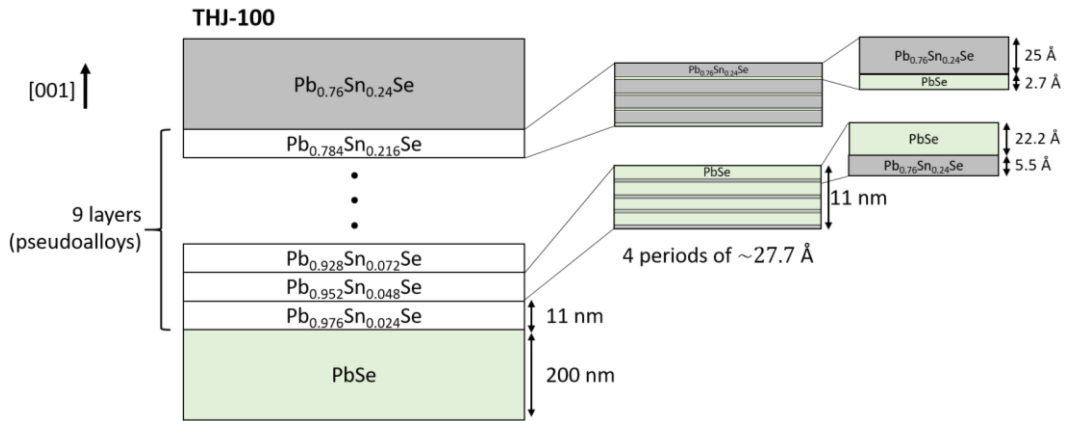 THJ-100
[001]
Pb0.76Sn0.24Se
Pb0.784Sn0.216Se
9 layers
(pseudoalloys)
Pb0.928Sn0.072Se
Pb0.952Sn0.048Se
Pb0.976Sn0.024Se
11 nm
PbSe
200 nm
Pb0.76Sn0.24Se
Pb0.76Sn0.24Se
25 Å
PbSe
2.7 Å
PbSe
11 nm
4 periods of ~27.7 Å
PbSe
22.2 Å
Pb0.76Sn0.24Se
5.5 Å